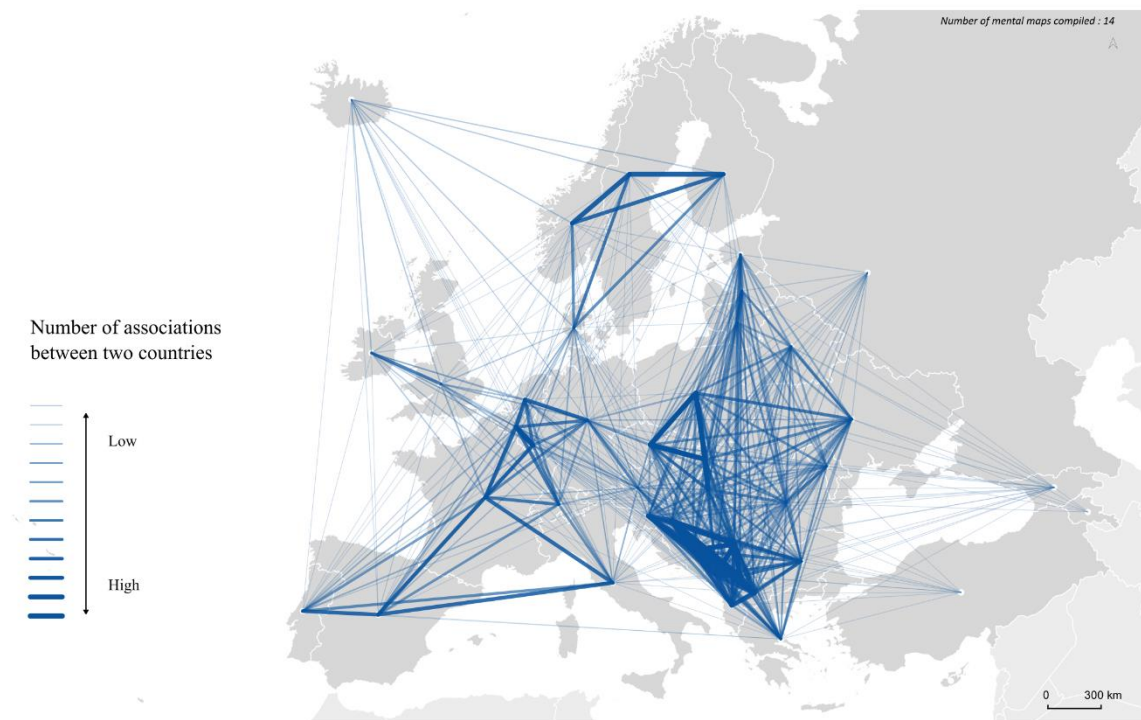 Number of mental maps compiled : 14
A
Number of associations
between two countries
Low
High
0 300 km